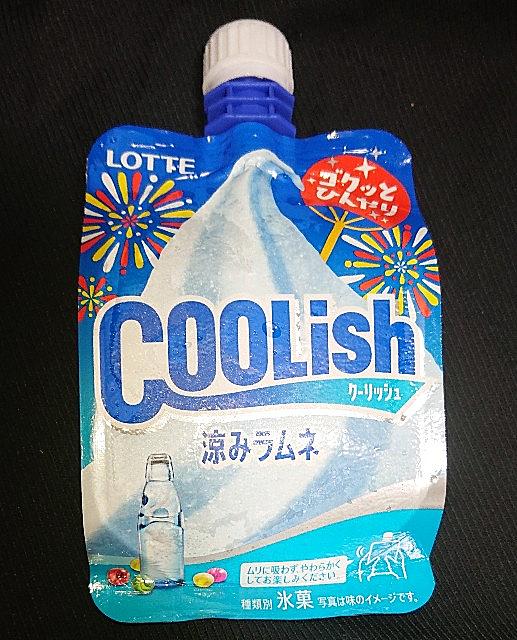 LOTTE
ゴクッと
ひんやり
COOLish
クーリッシュ
涼みラムネ
ムリに吸わず、やわらかく
してお楽しみください。
種類別 氷菓 写真は味のイメージです。